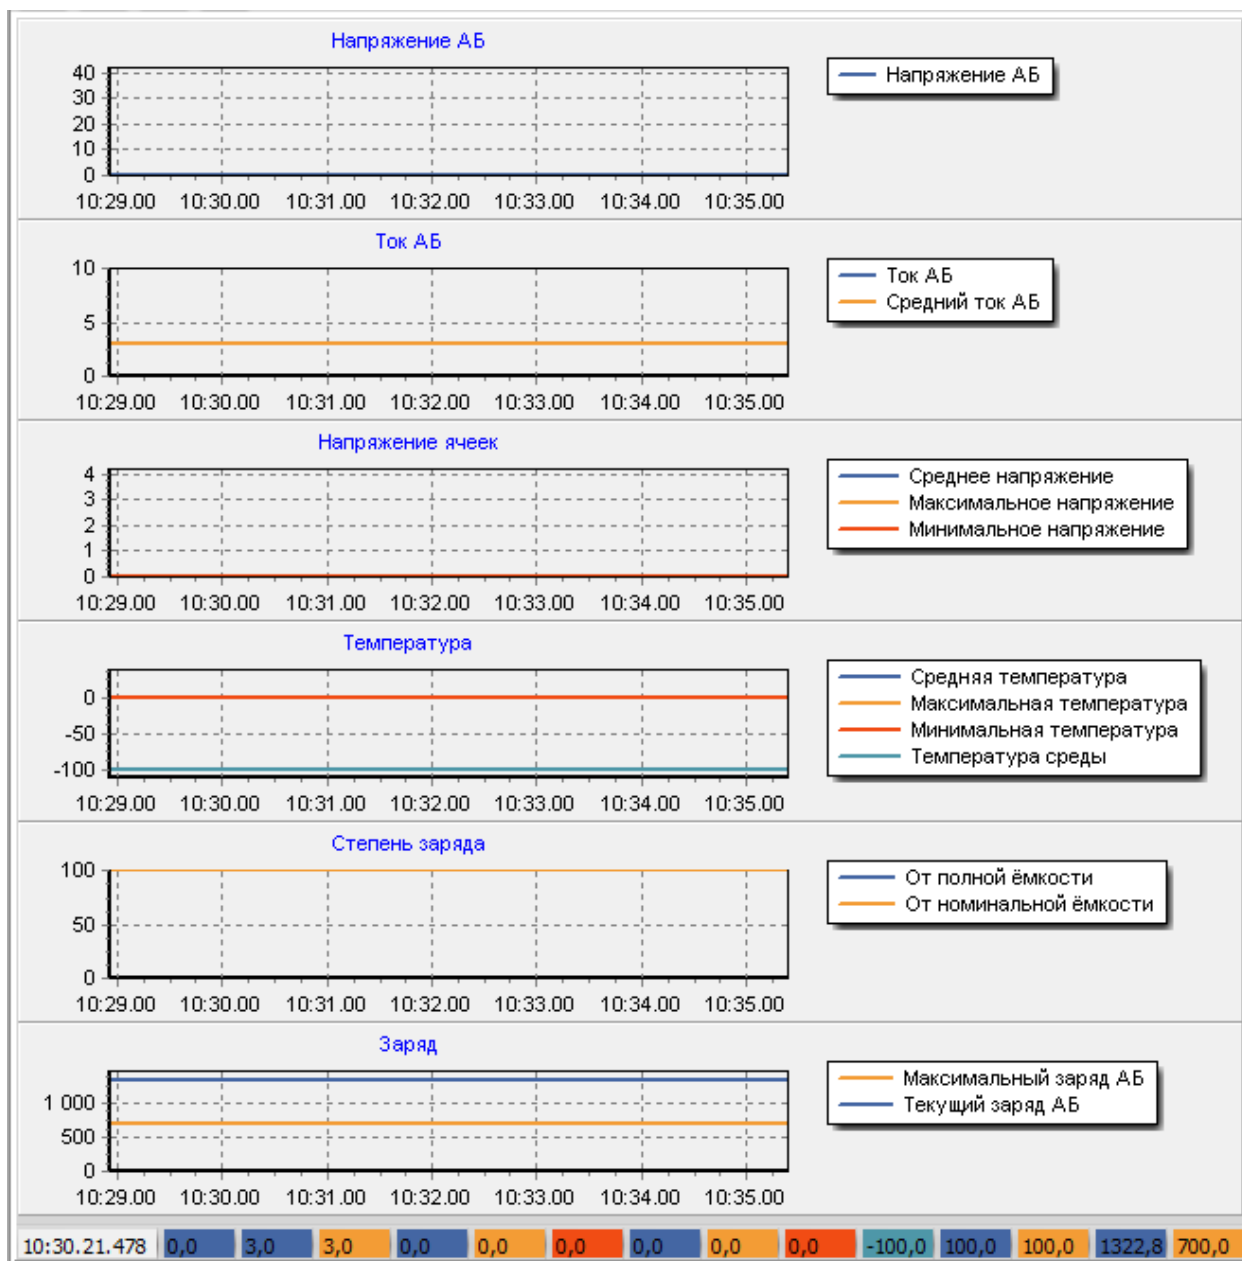 Напряжение АБ
40
30
20
10
0
10:29.00 10:30.00 10:31.00 10:32.00 10:33.00 10:34.00 10:35.00
Напряжение АБ
Ток АБ
10
5
0
10:29.00 10:30.00 10:31.00 10:32.00 10:33.00 10:34.00 10:35.00
Ток АБ
Средний ток АБ
Напряжение ячеек
4
3
2
1
0
10:29.00 10:30.00 10:31.00 10:32.00 10:33.00 10:34.00 10:35.00
Среднее напряжение
Максимальное напряжение
Минимальное напряжение
Температура
0
-50
-100
10:29.00 10:30.00 10:31.00 10:32.00 10:33.00 10:34.00 10:35.00
Средняя температура
Максимальная температура
Минимальная температура
Температура среды
Степень заряда
100
50
0
10:29.00 10:30.00 10:31.00 10:32.00 10:33.00 10:34.00 10:35.00
От полной ёмкости
От номинальной ёмкости
Заряд
1 000
500
0
10:29.00 10:30.00 10:31.00 10:32.00 10:33.00 10:34.00 10:35.00
Максимальный заряд АБ
Текущий заряд АБ
10:30.21.478 0,0 3,0 3,0 0,0 0,0 0,0 0,0 0,0 0,0 -100,0 100,0 100,0 1322,8 700,0